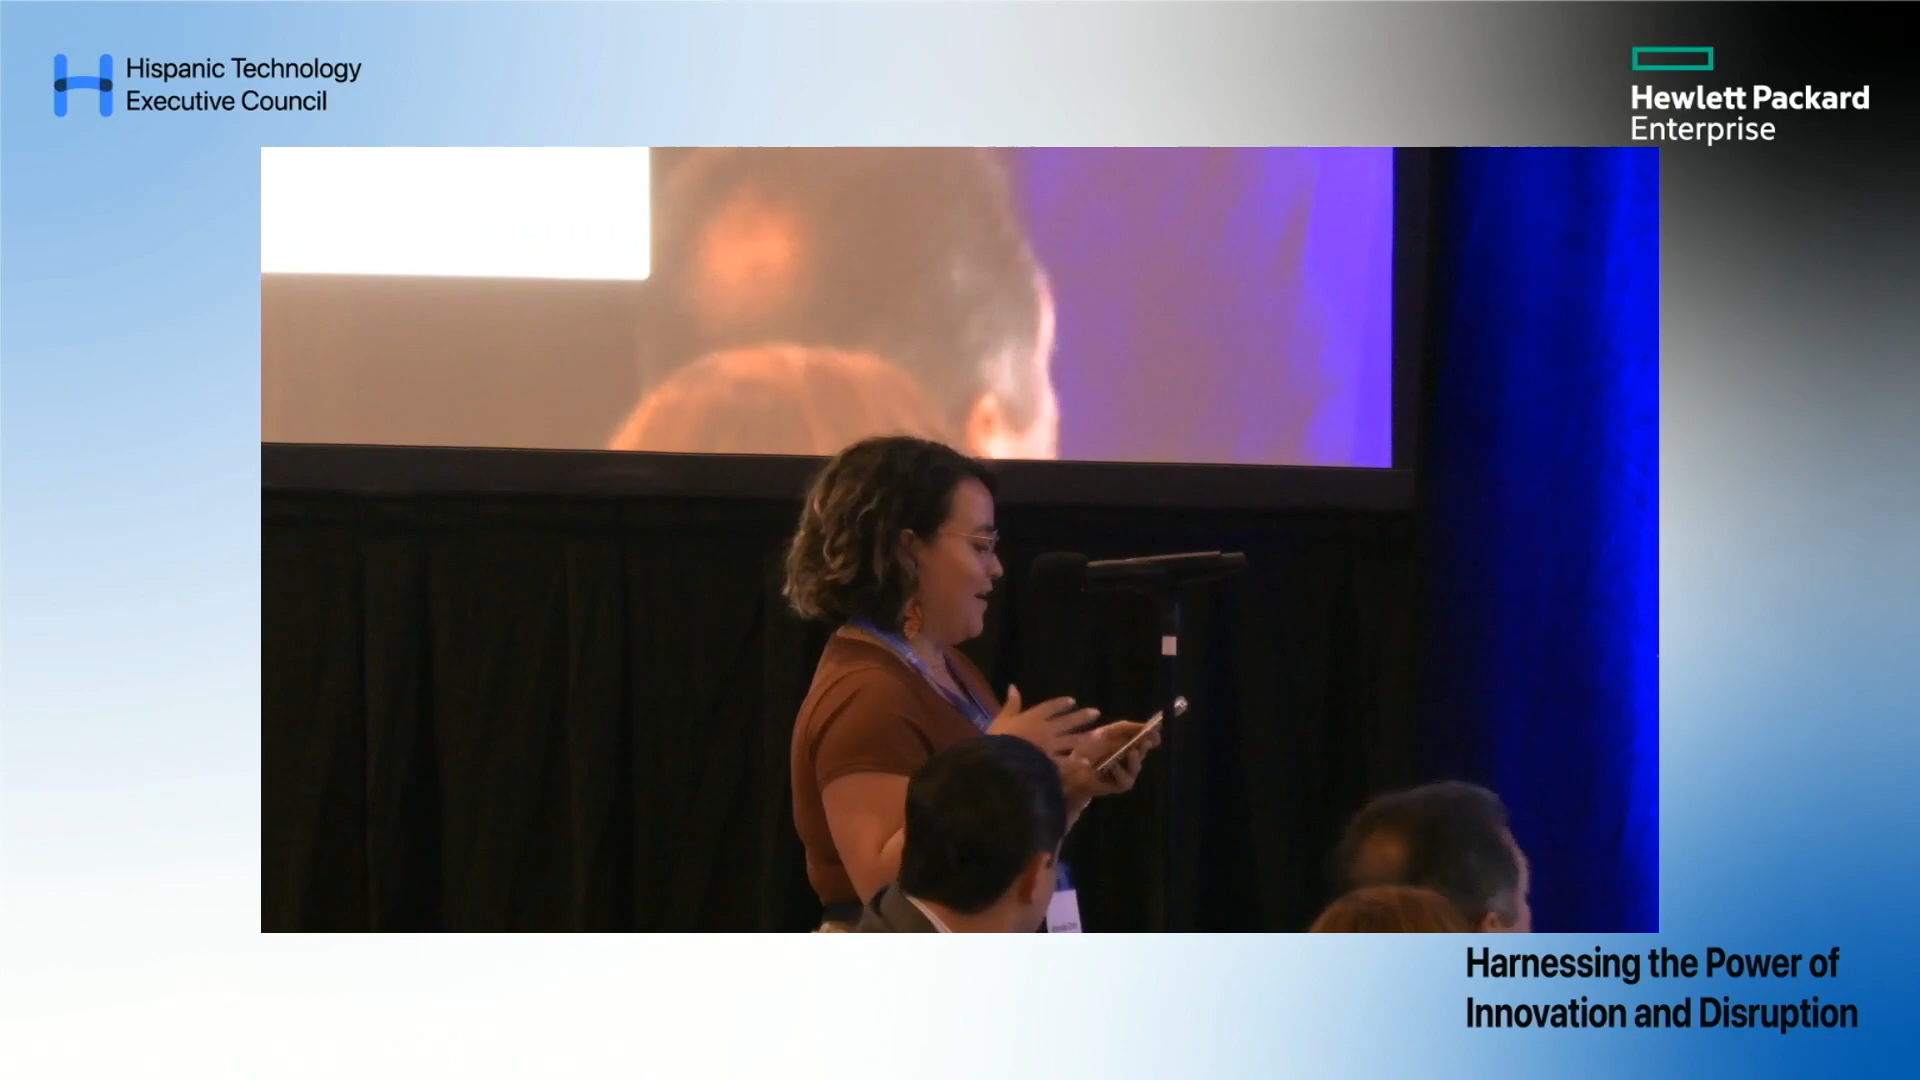 Hispanic Technology
Executive Council
Hewlett Packard
Enterprise
Harnessing the Power of
Innovation and Disruption